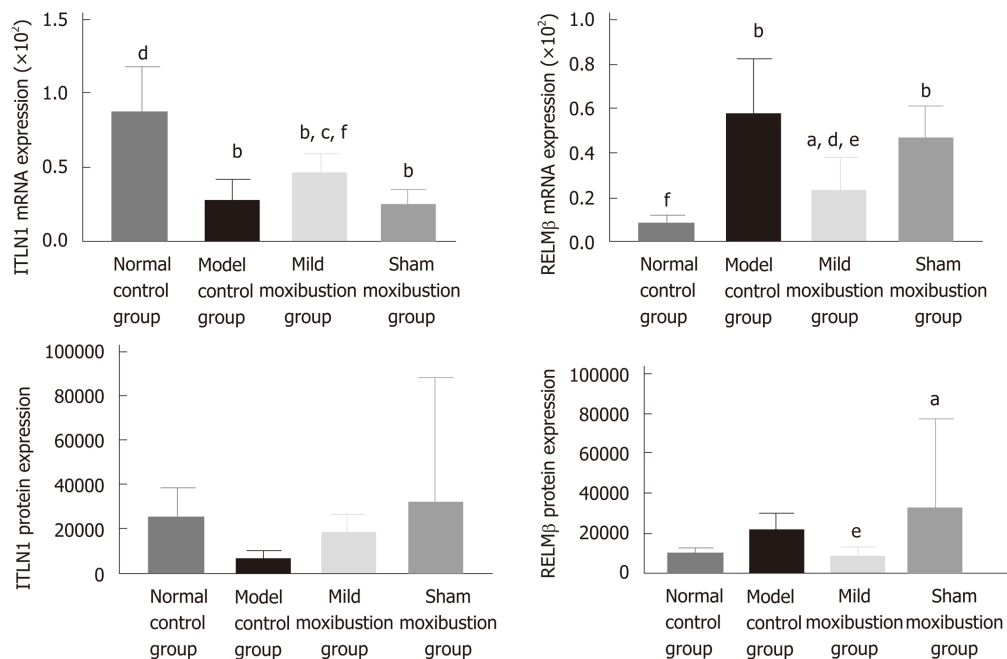 ITLN1 mRNA expression (×10²)
1.5
1.0
0.5
0.0
d
b
b, c, f
b
Normal control group
Model control group
Mild moxibustion group
Sham moxibustion group
RELMβ mRNA expression (×10²)
1.0
0.8
0.6
0.4
0.2
0.0
f
b
a, d, e
b
Normal control group
Model control group
Mild moxibustion group
Sham moxibustion group
ITLN1 protein expression
100000
80000
60000
40000
20000
0
Normal control group
Model control group
Mild moxibustion group
Sham moxibustion group
RELMβ protein expression
100000
80000
60000
40000
20000
0
e
a
Normal control group
Model control group
Mild moxibustion group
Sham moxibustion group